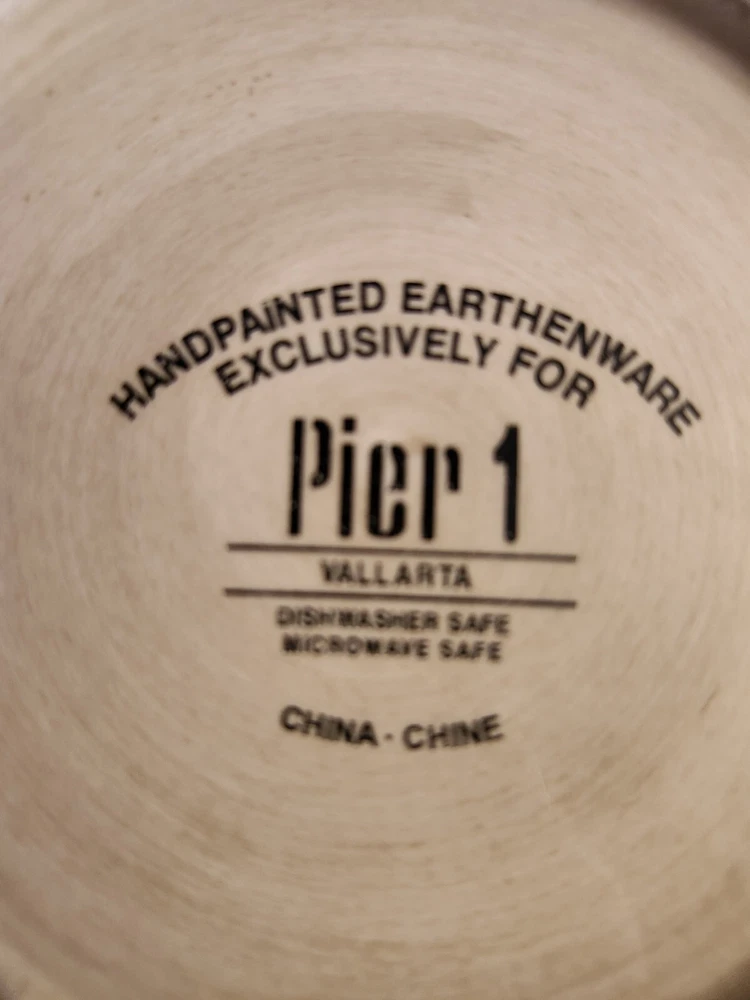 HANDPAiNTED EARTHENWARE
EXCLUSIVELY FOR
Pier 1
VALLARTA
DISHWASHER SAFE
MICROWAVE SAFE
CHINA · CHINE